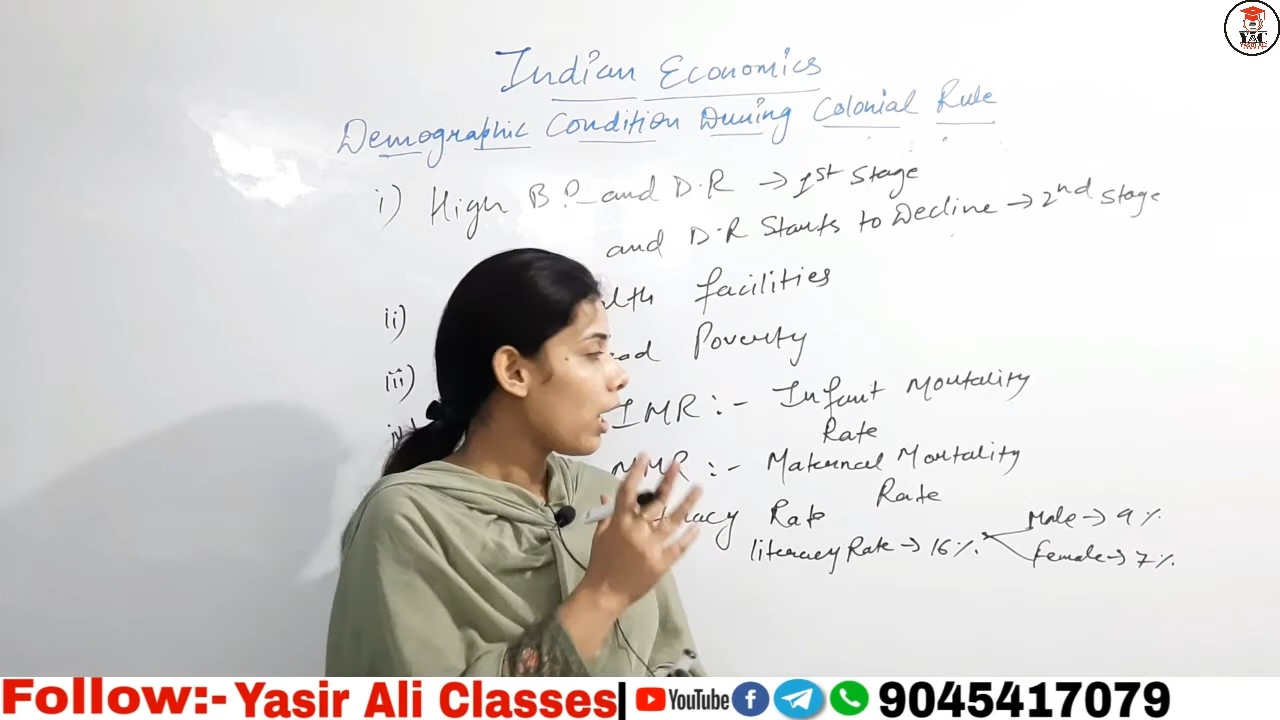 Indian Economics
Demographic Condition During Colonial Rule
i) High B.R and D.R → 1st Stage
and D.R Starts to Decline → 2nd Stage
ii) facilities
iii) Poverty
IMR :- Infant Mortality
Rate
MMR :- Maternal Mortality
Rate
Rate
literacy Rate → 16%.
Male → 9%
female → 7%
Follow:- Yasir Ali Classes| YouTube 9045417079